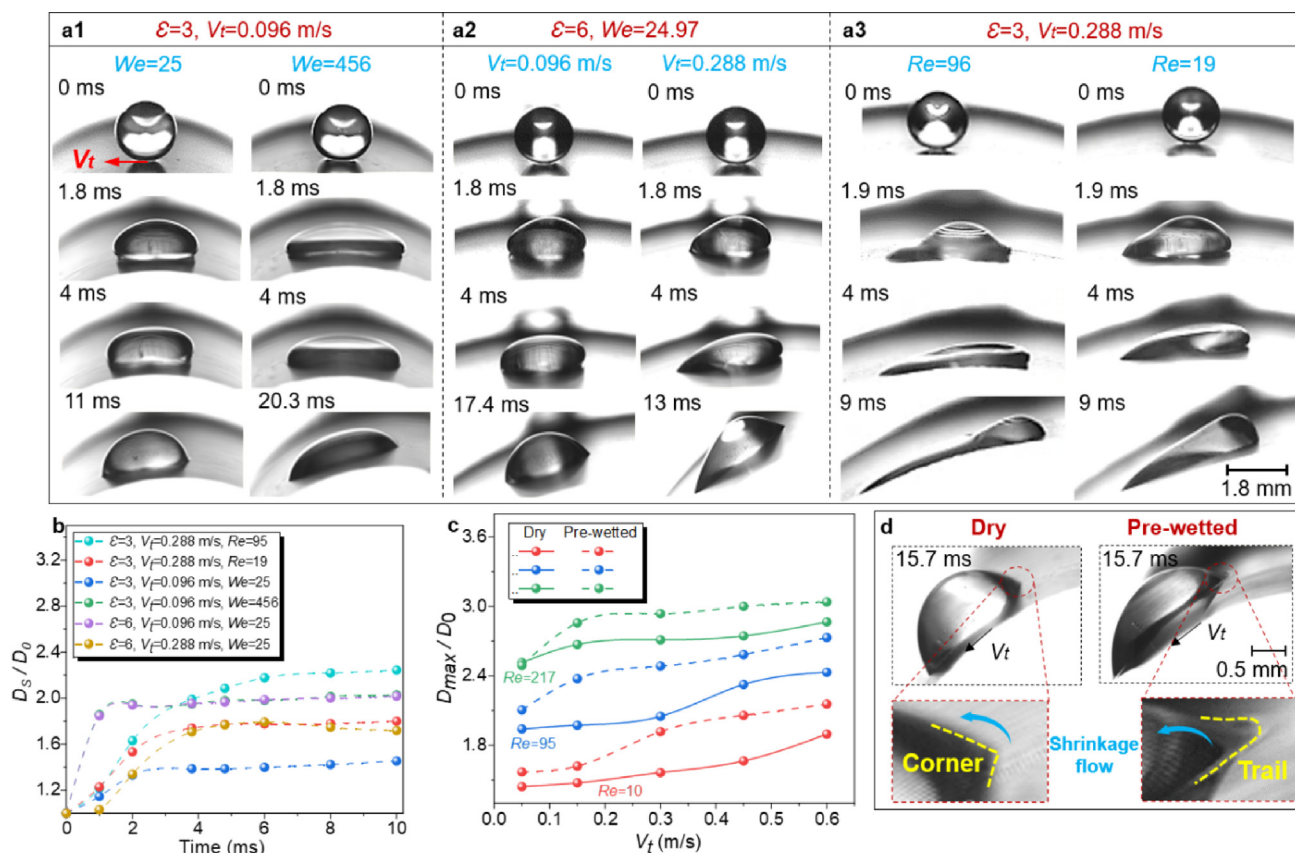 a1
ε=3, Vt=0.096 m/s
We=25
We=456
0 ms
0 ms
Vt
1.8 ms
1.8 ms
4 ms
4 ms
11 ms
20.3 ms
a2
ε=6, We=24.97
Vt=0.096 m/s
Vt=0.288 m/s
0 ms
0 ms
1.8 ms
1.8 ms
4 ms
4 ms
17.4 ms
13 ms
a3
ε=3, Vt=0.288 m/s
Re=96
Re=19
0 ms
0 ms
1.9 ms
1.9 ms
4 ms
4 ms
9 ms
9 ms
1.8 mm
b
ε=3, Vt=0.288 m/s, Re=95
ε=3, Vt=0.288 m/s, Re=19
ε=3, Vt=0.096 m/s, We=25
ε=3, Vt=0.096 m/s, We=456
ε=6, Vt=0.096 m/s, We=25
ε=6, Vt=0.288 m/s, We=25
Ds / D0
3.2
2.8
2.4
2.0
1.6
1.2
0 2 4 6 8 10
Time (ms)
c
Dry Pre-wetted
Dmax / D0
3.6
3.0
2.4
1.8
Re=217
Re=95
Re=10
0.0 0.1 0.2 0.3 0.4 0.5 0.6
Vt (m/s)
d
Dry
Pre-wetted
15.7 ms
15.7 ms
Vt
Vt
0.5 mm
Corner
Shrinkage
flow
Trail